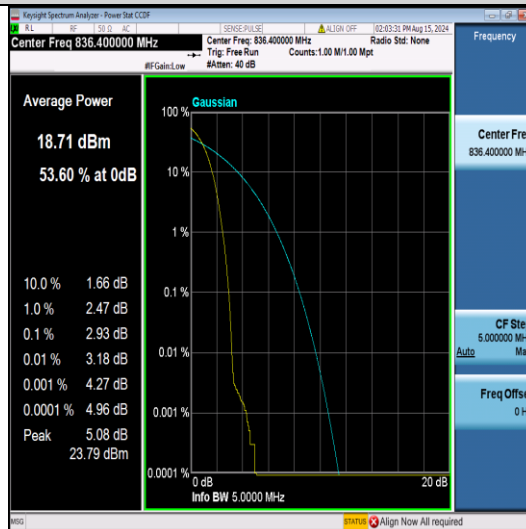 Keysight Spectrum Analyzer - Power Stat CCDF
RL RF 50 Ω AC SENSE:PULSE ALIGN OFF 02:03:31 PM Aug 15, 2024
Center Freq 836.400000 MHz
Center Freq: 836.400000 MHz Radio Std: None
Trig: Free Run Counts:1.00 M/1.00 Mpt
#IFGain:Low #Atten: 40 dB
Frequency
Average Power
18.71 dBm
53.60 % at 0dB
10.0 % 1.66 dB
1.0 % 2.47 dB
0.1 % 2.93 dB
0.01 % 3.18 dB
0.001 % 4.27 dB
0.0001 % 4.96 dB
Peak 5.08 dB
23.79 dBm
Gaussian
100 %
10 %
1 %
0.1 %
0.01 %
0.001 %
0.0001 %
0 dB 20 dB
Info BW 5.0000 MHz
Center Fre
836.400000 MH
CF Ste
5.000000 MH
Auto Ma
Freq Offse
0 H
MSG STATUS Align Now All required